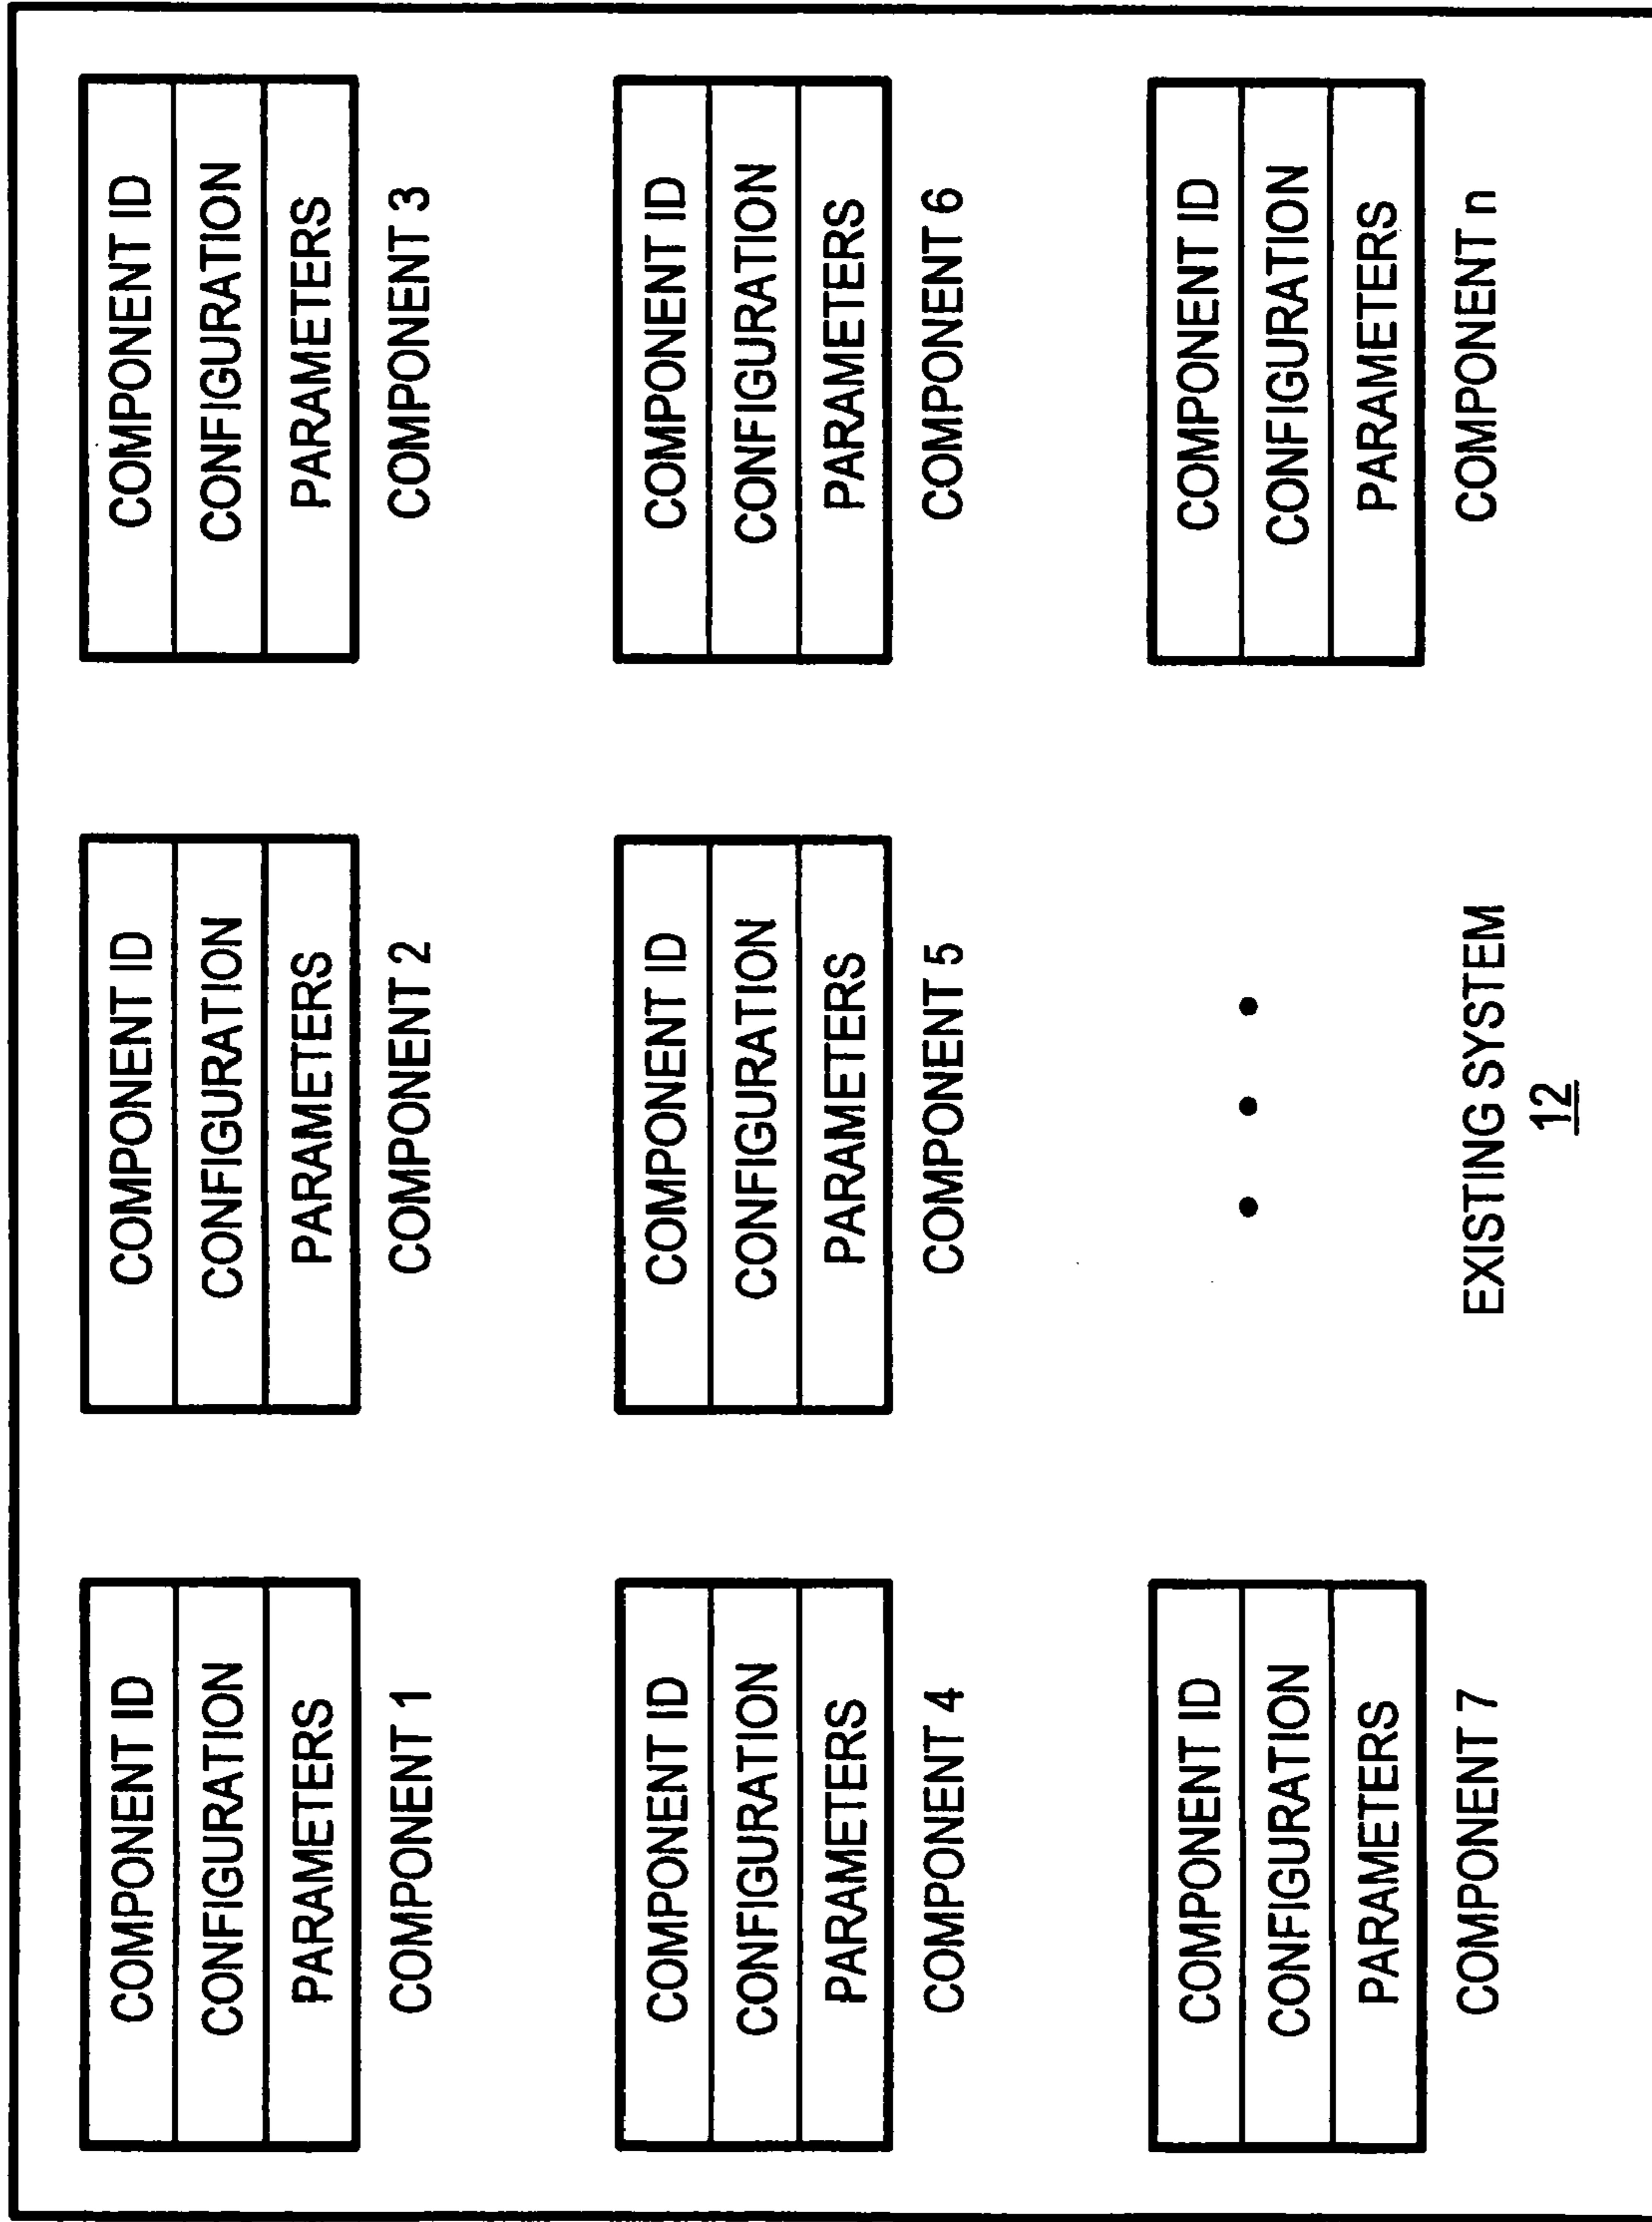 COMPONENT ID
CONFIGURATION
PARAMETERS
COMPONENT 1
COMPONENT ID
CONFIGURATION
PARAMETERS
COMPONENT 2
COMPONENT ID
CONFIGURATION
PARAMETERS
COMPONENT 3
COMPONENT ID
CONFIGURATION
PARAMETERS
COMPONENT 4
COMPONENT ID
CONFIGURATION
PARAMETERS
COMPONENT 5
COMPONENT ID
CONFIGURATION
PARAMETERS
COMPONENT 6
COMPONENT ID
CONFIGURATION
PARAMETERS
COMPONENT 7
• • •
COMPONENT ID
CONFIGURATION
PARAMETERS
COMPONENT n
EXISTING SYSTEM
12